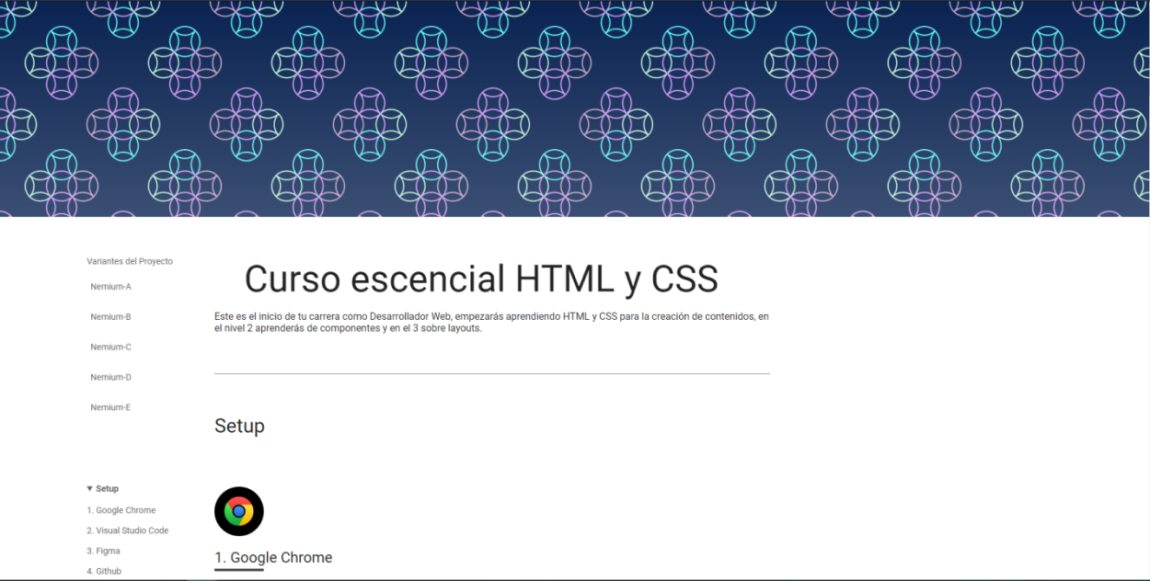 Variantes del Proyecto
Nemium-A
Nemium-B
Nemium-C
Nemium-D
Nemium-E
▼ Setup
1. Google Chrome
2. Visual Studio Code
3. Figma
4. Github
Curso escencial HTML y CSS
Este es el inicio de tu carrera como Desarrollador Web, empezarás aprendiendo HTML y CSS para la creación de contenidos, en
el nivel 2 aprenderás de componentes y en el 3 sobre layouts.
Setup
1. Google Chrome